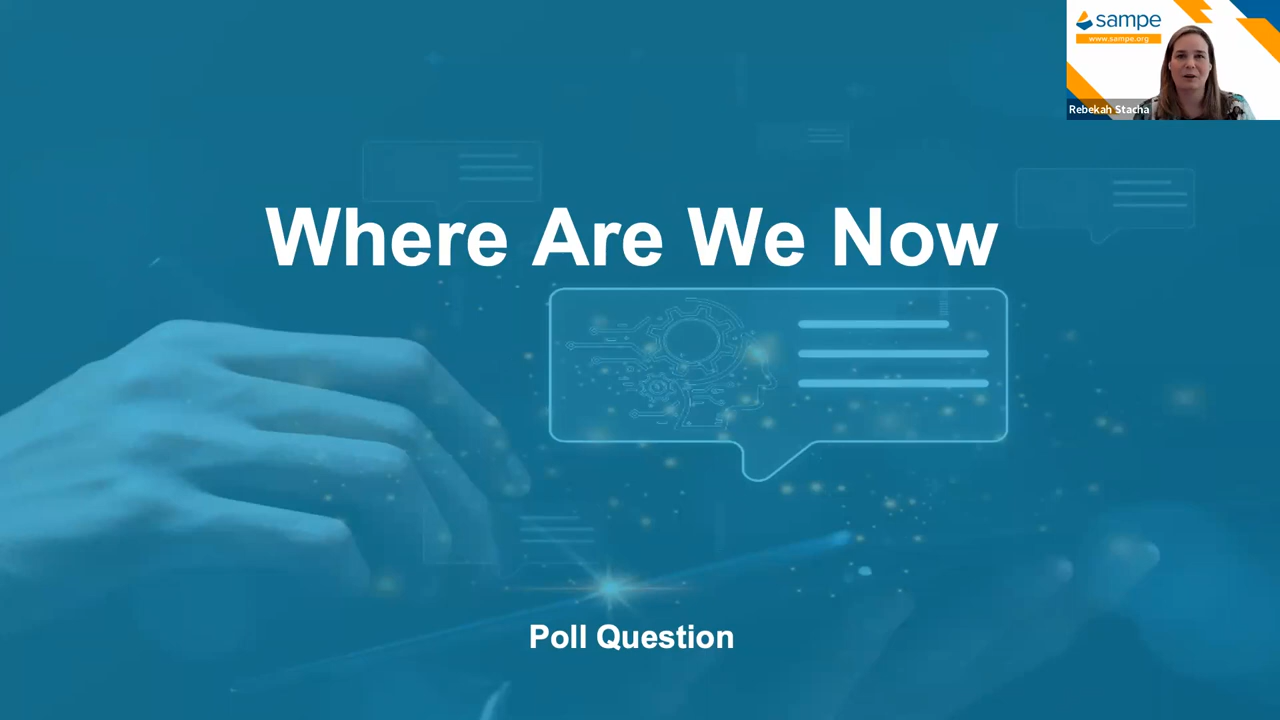 sampe
www.sampe.org
Rebekah Stacha
Where Are We Now
Poll Question